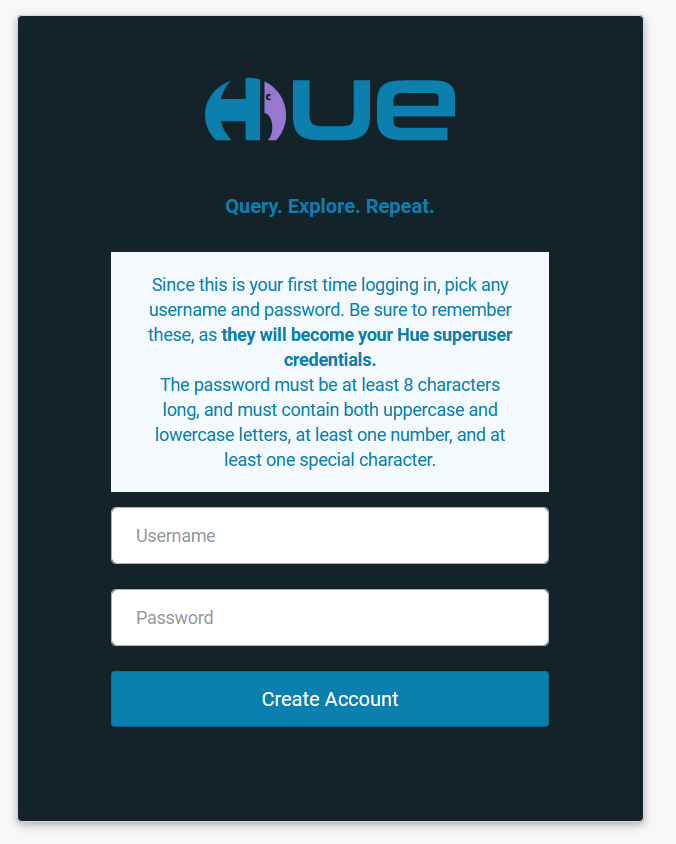 HUE
Query. Explore. Repeat.
Since this is your first time logging in, pick any
username and password. Be sure to remember
these, as they will become your Hue superuser
credentials.
The password must be at least 8 characters
long, and must contain both uppercase and
lowercase letters, at least one number, and at
least one special character.
Username
Password
Create Account